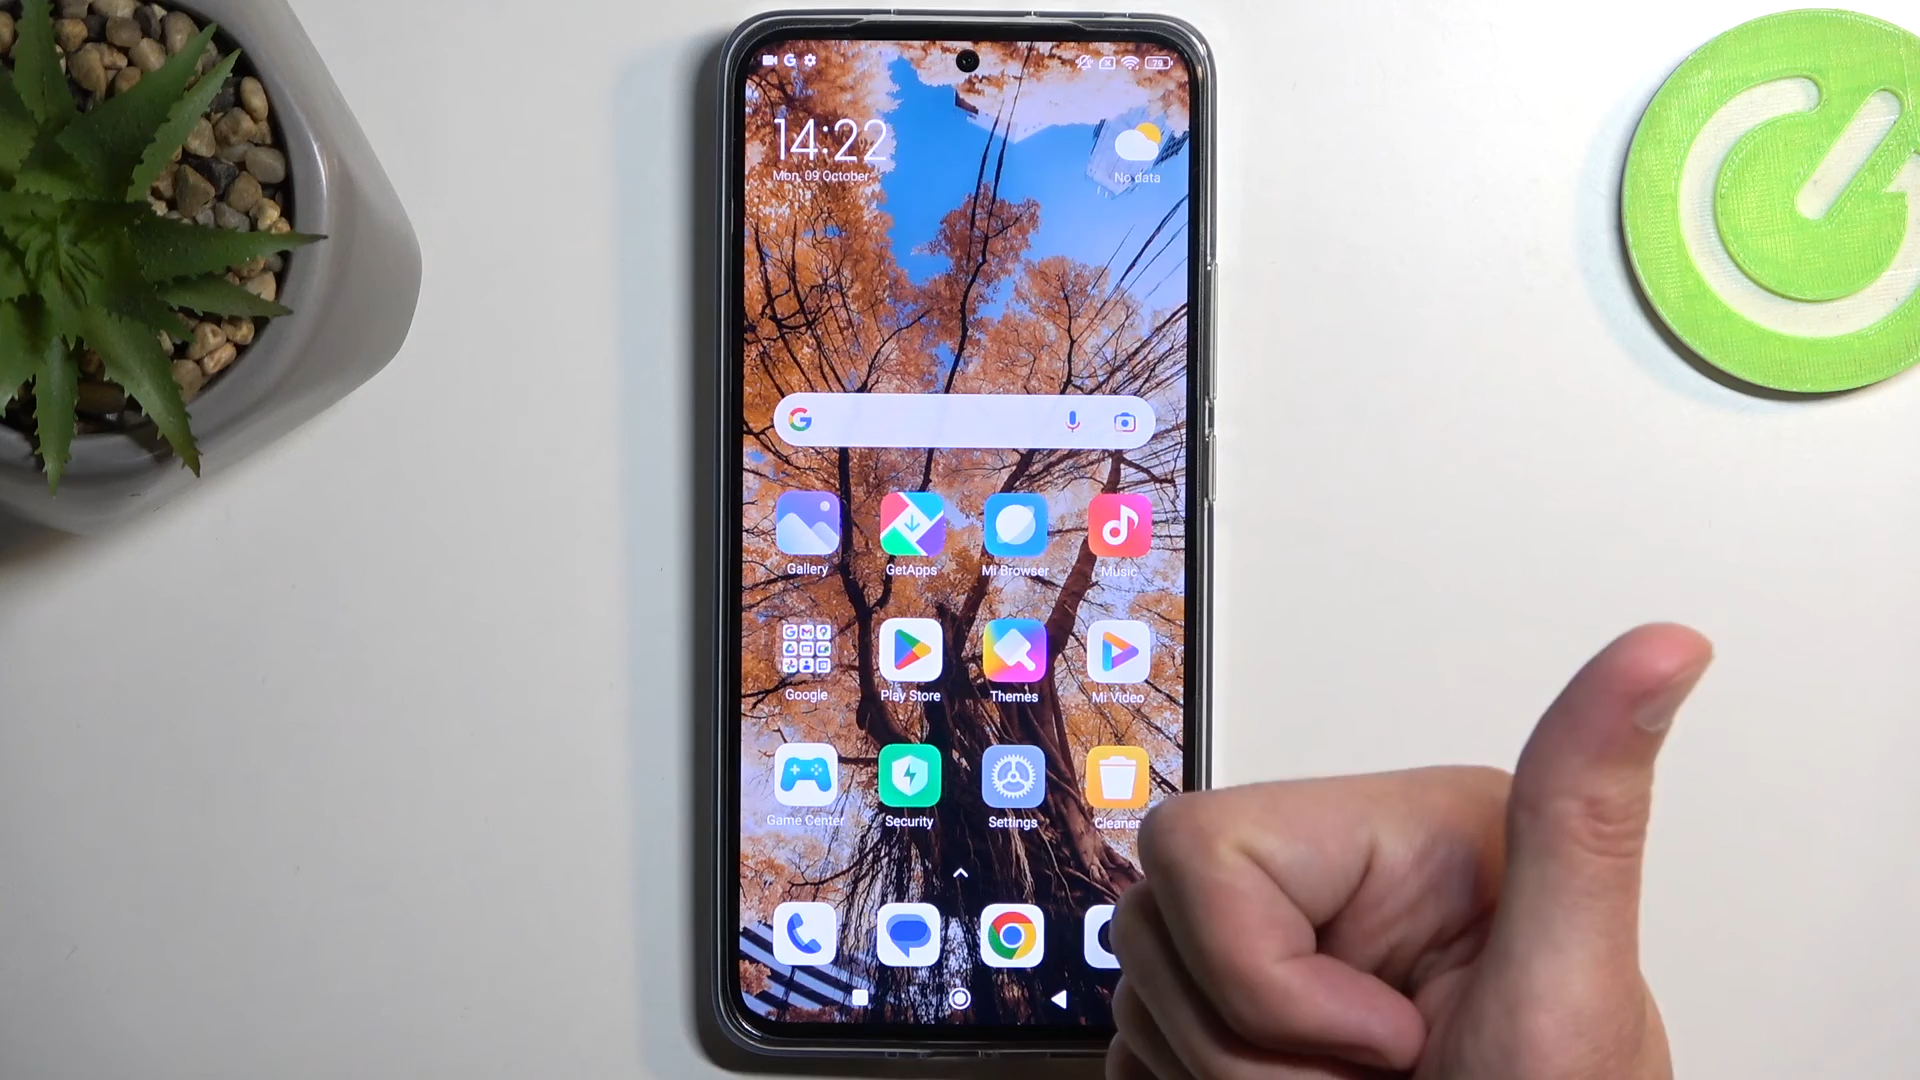 79
14:22
Mon, 09 October
No data
Gallery
GetApps
Mi Browser
Music
Google
Play Store
Themes
Mi Video
Game Center
Security
Settings
Cleaner